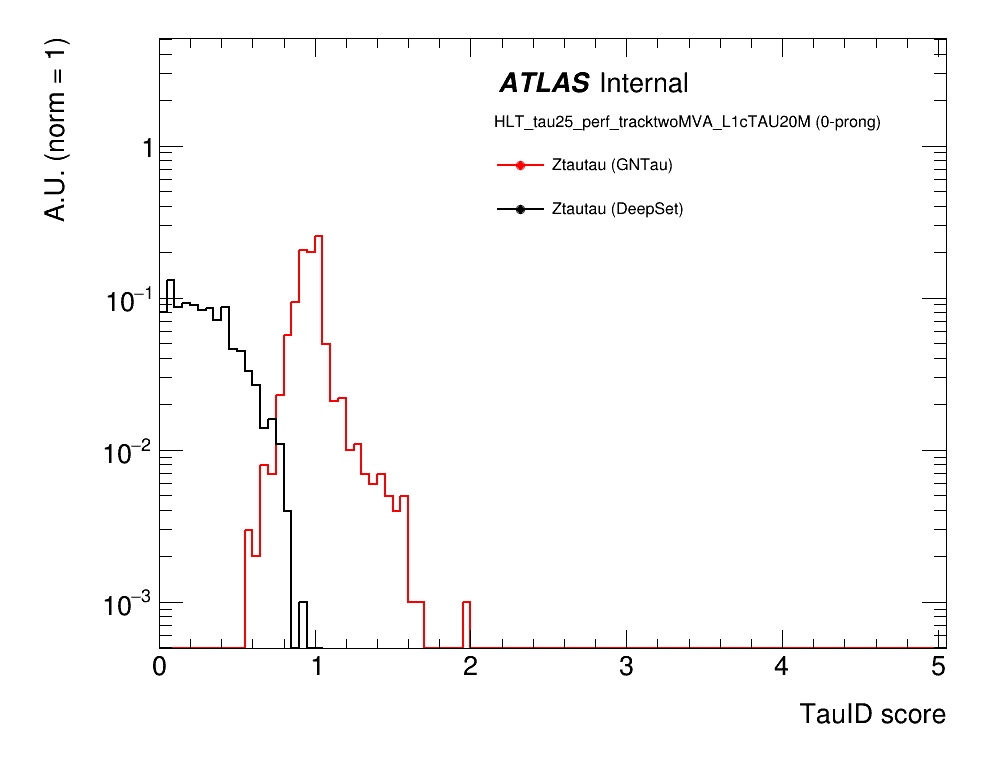 A.U. (norm = 1)
ATLAS Internal
HLT_tau25_perf_tracktwoMVA_L1cTAU20M (0-prong)
Ztautau (GNTau)
Ztautau (DeepSet)
1
10⁻¹
10⁻²
10⁻³
0 1 2 3 4 5
TauID score